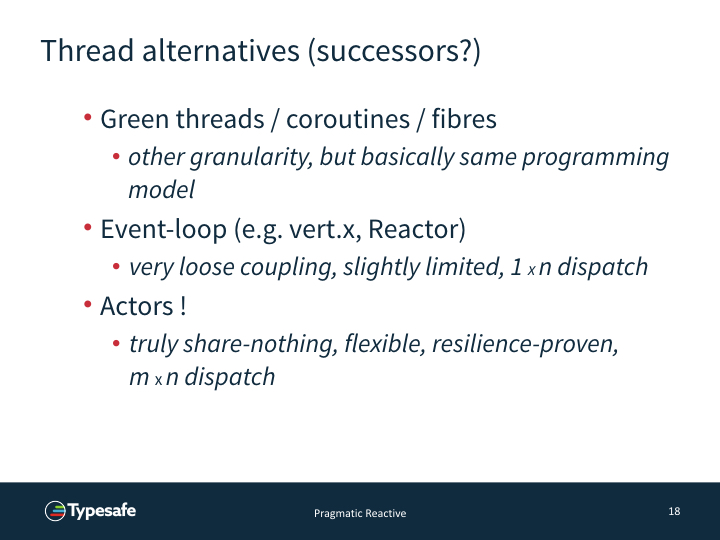 Thread alternatives (successors?)
• Green threads / coroutines / fibres
• other granularity, but basically same programming
model
• Event-loop (e.g. vert.x, Reactor)
• very loose coupling, slightly limited, 1 x n dispatch
• Actors !
• truly share-nothing, flexible, resilience-proven,
m x n dispatch
Typesafe
Pragmatic Reactive
18